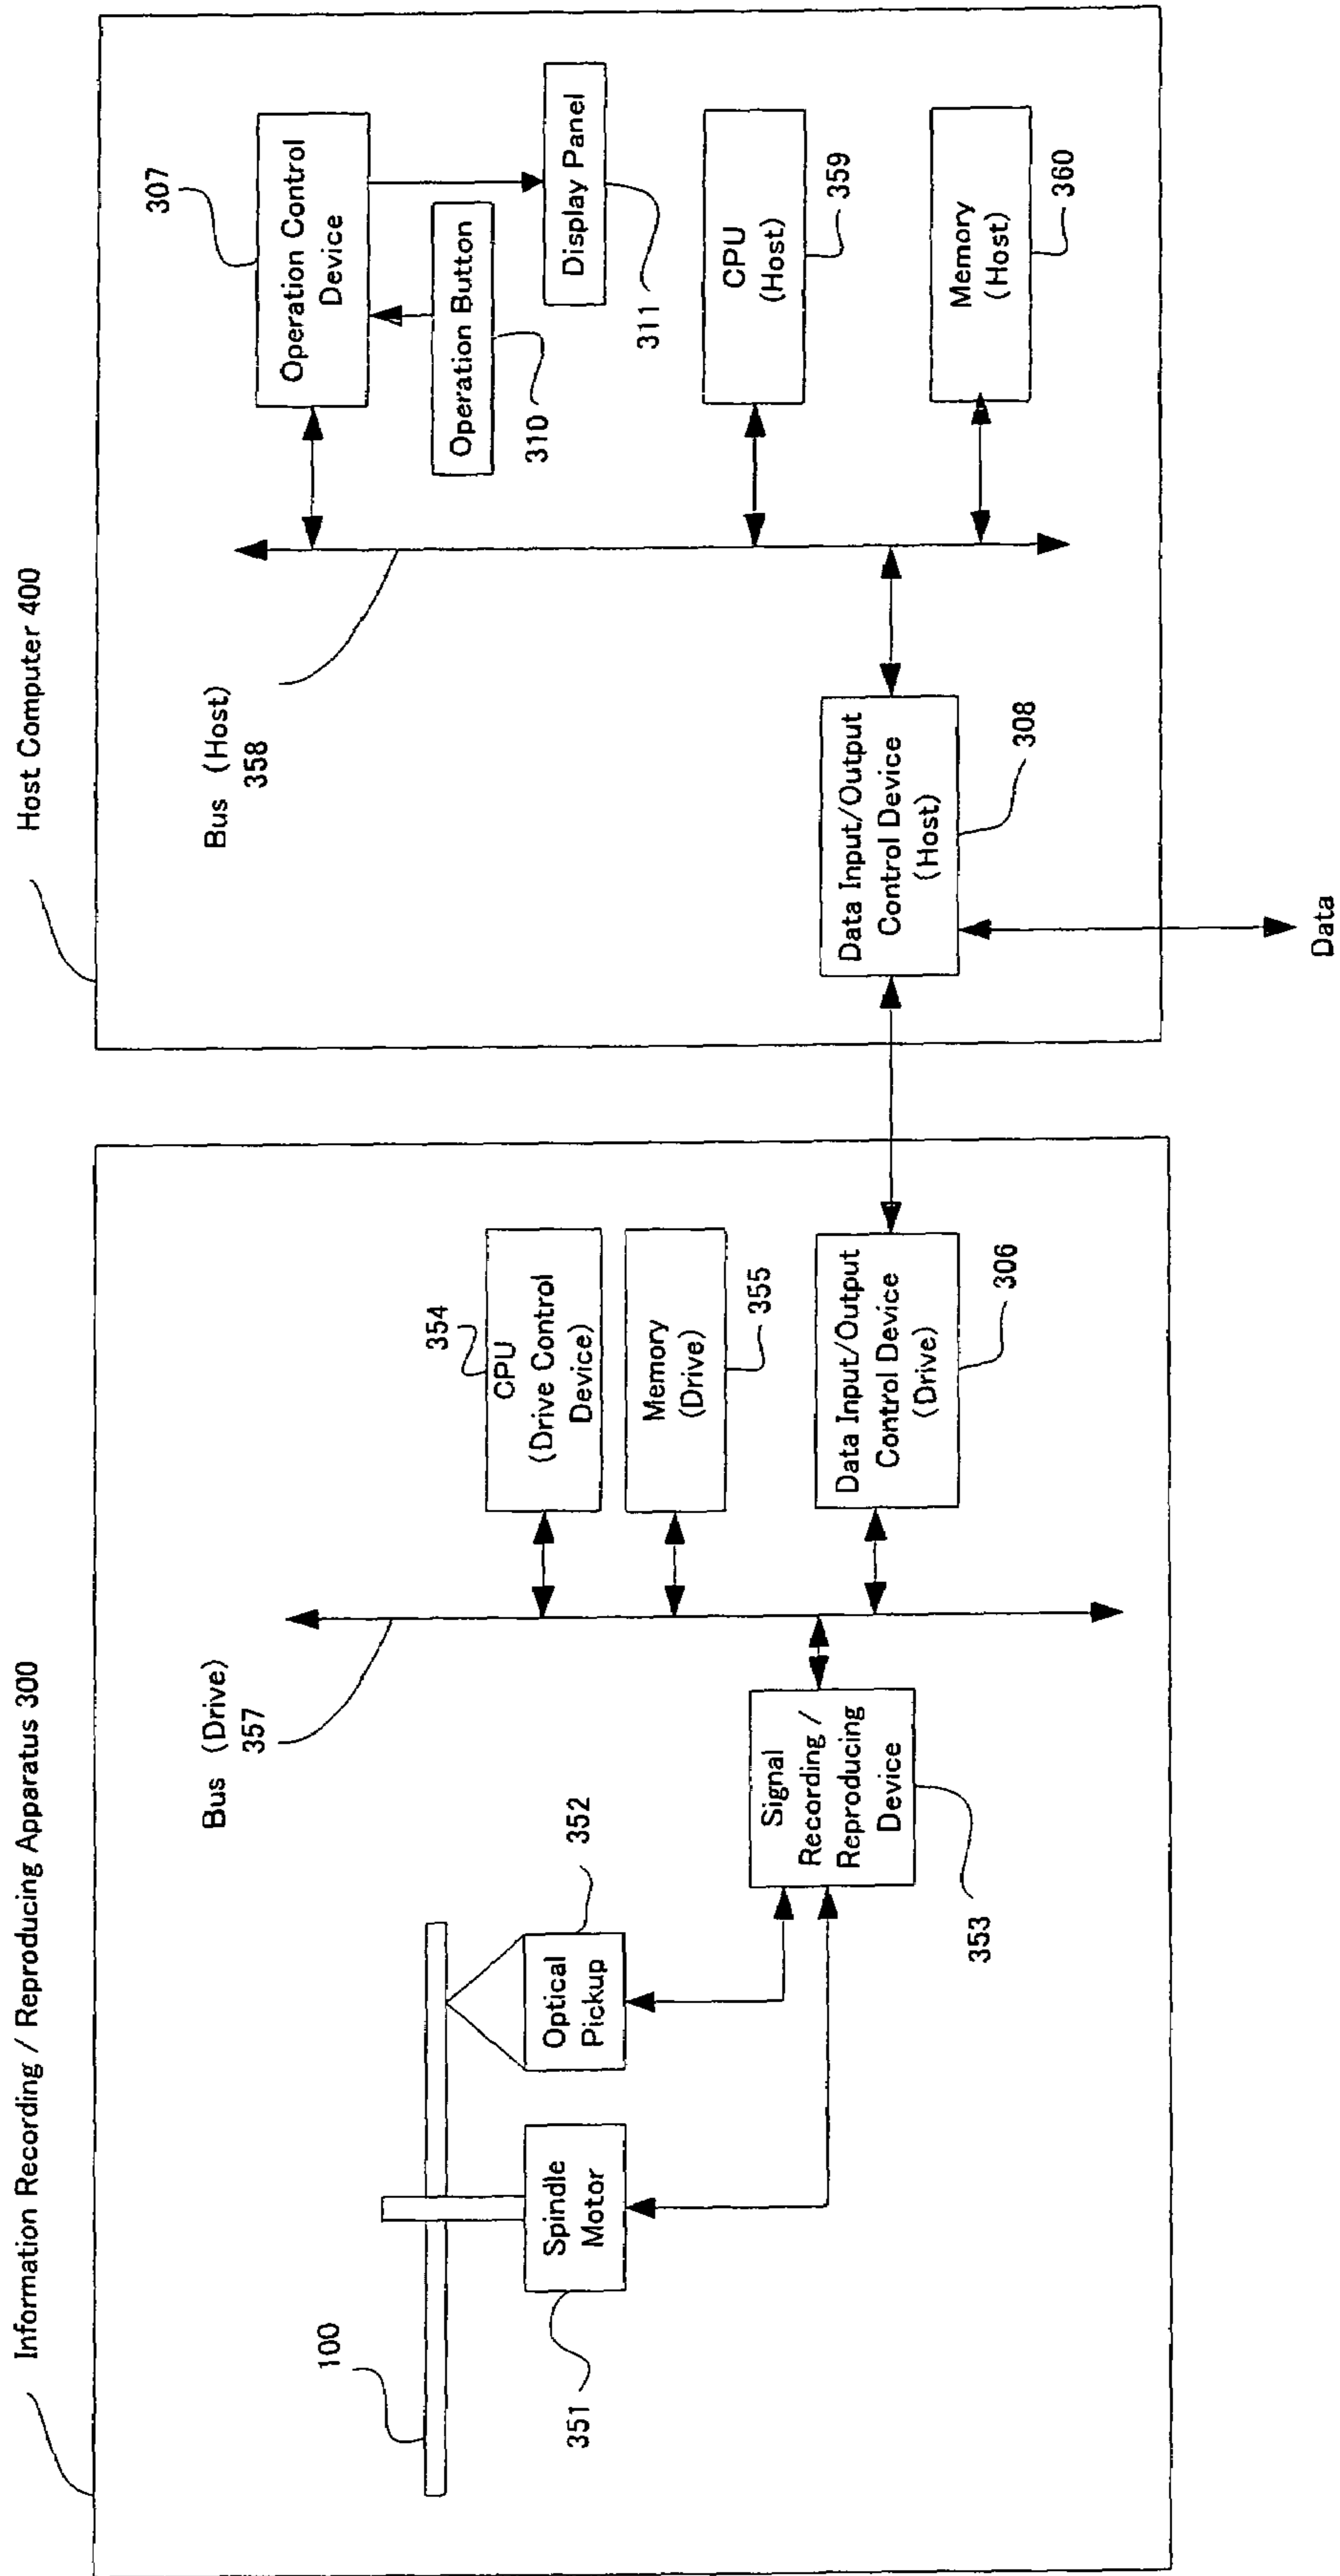 Information Recording / Reproducing Apparatus 300
100
Spindle
Motor
351
Optical
Pickup
352
Signal
Recording /
Reproducing
Device
353
Bus (Drive)
357
354
CPU
(Drive Control
Device)
Memory
(Drive)
355
Data Input/Output
Control Device
(Drive)
306
Host Computer 400
Bus (Host)
358
Data Input/Output
Control Device
(Host)
308
Data
307
Operation Control
Device
Operation Button
310
Display Panel
311
CPU
(Host)
359
Memory
(Host)
360